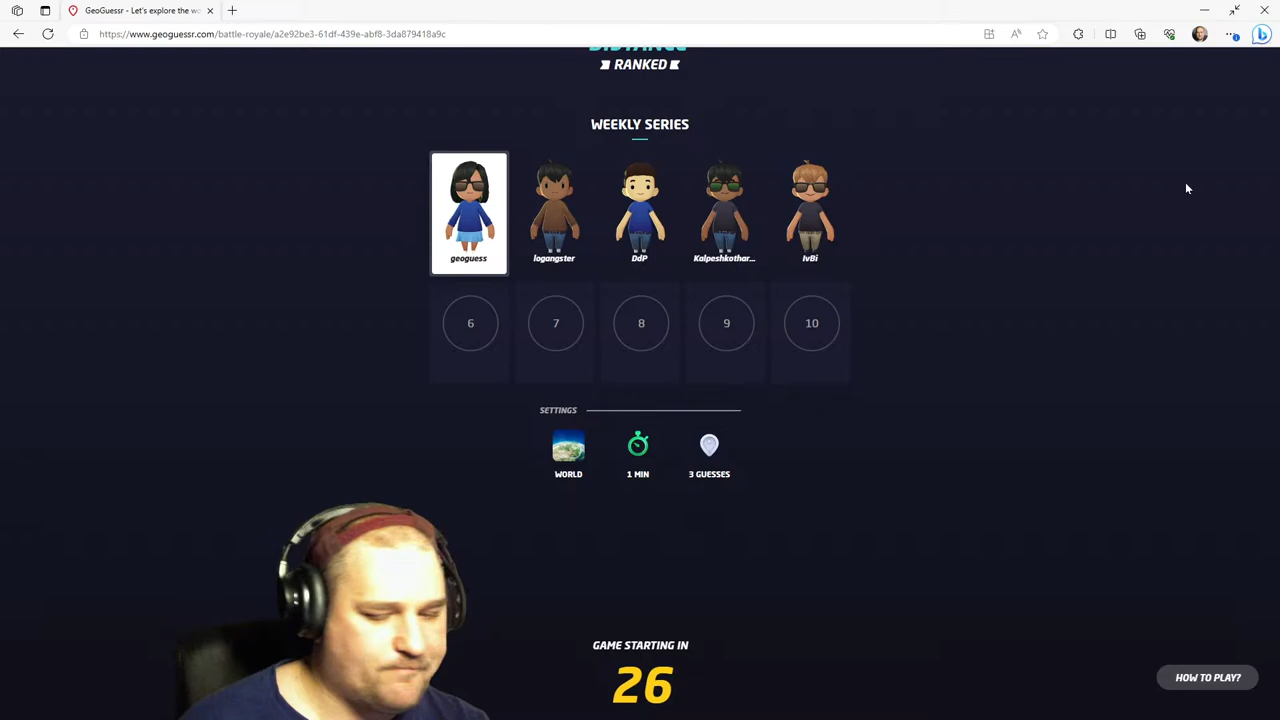 GeoGuessr - Let's explore the wo
https://www.geoguessr.com/battle-royale/a2e92be3-61df-439e-abf8-3da879418a9c
DISTANCE
RANKED
WEEKLY SERIES
geoguess logangster DdP Kalpeshkothar... IvBi
6 7 8 9 10
SETTINGS
WORLD 1 MIN 3 GUESSES
GAME STARTING IN
26
HOW TO PLAY?